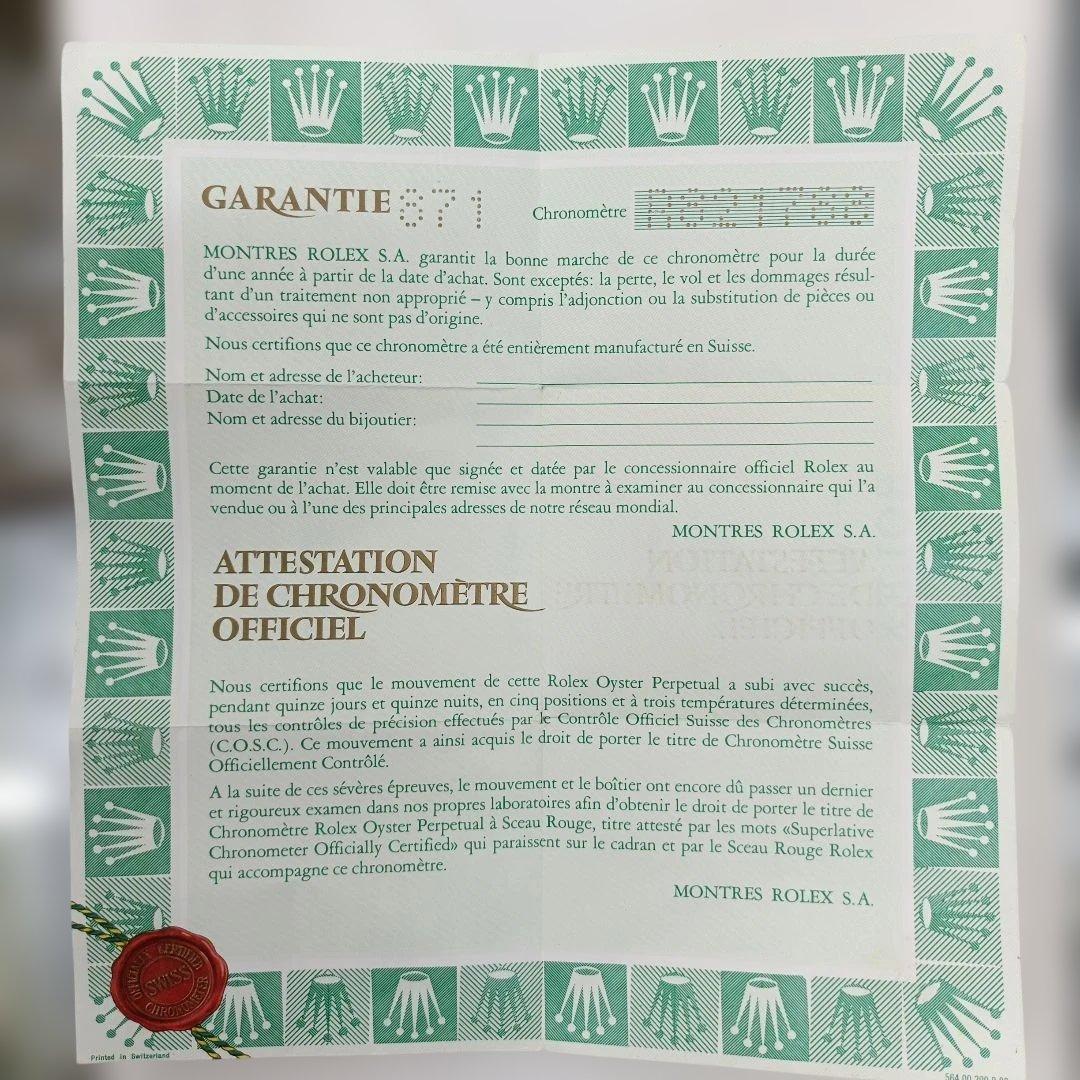 GARANTIE 871
Chronomètre
MONTRES ROLEX S.A. garantit la bonne marche de ce chronomètre pour la durée
d'une année à partir de la date d'achat. Sont exceptés: la perte, le vol et les dommages résul-
tant d'un traitement non approprié – y compris l'adjonction ou la substitution de pièces ou
d'accessoires qui ne sont pas d'origine.
Nous certifions que ce chronomètre a été entièrement manufacturé en Suisse.
Nom et adresse de l'acheteur:
Date de l'achat:
Nom et adresse du bijoutier:
Cette garantie n'est valable que signée et datée par le concessionnaire officiel Rolex au
moment de l'achat. Elle doit être remise avec la montre à examiner au concessionnaire qui l'a
vendue ou à l'une des principales adresses de notre réseau mondial.
MONTRES ROLEX S.A.
ATTESTATION
DE CHRONOMÈTRE
OFFICIEL
Nous certifions que le mouvement de cette Rolex Oyster Perpetual a subi avec succès,
pendant quinze jours et quinze nuits, en cinq positions et à trois températures déterminées,
tous les contrôles de précision effectués par le Contrôle Officiel Suisse des Chronomètres
(C.O.S.C.). Ce mouvement a ainsi acquis le droit de porter le titre de Chronomètre Suisse
Officiellement Contrôlé.
A la suite de ces sévères épreuves, le mouvement et le boîtier ont encore dû passer un dernier
et rigoureux examen dans nos propres laboratoires afin d'obtenir le droit de porter le titre de
Chronomètre Rolex Oyster Perpetual à Sceau Rouge, titre attesté par les mots «Superlative
Chronometer Officially Certified» qui paraissent sur le cadran et par le Sceau Rouge Rolex
qui accompagne ce chronomètre.
MONTRES ROLEX S.A.
OFFICIALLY CERTIFIED
SWISS
CHRONOMETER
Printed in Switzerland